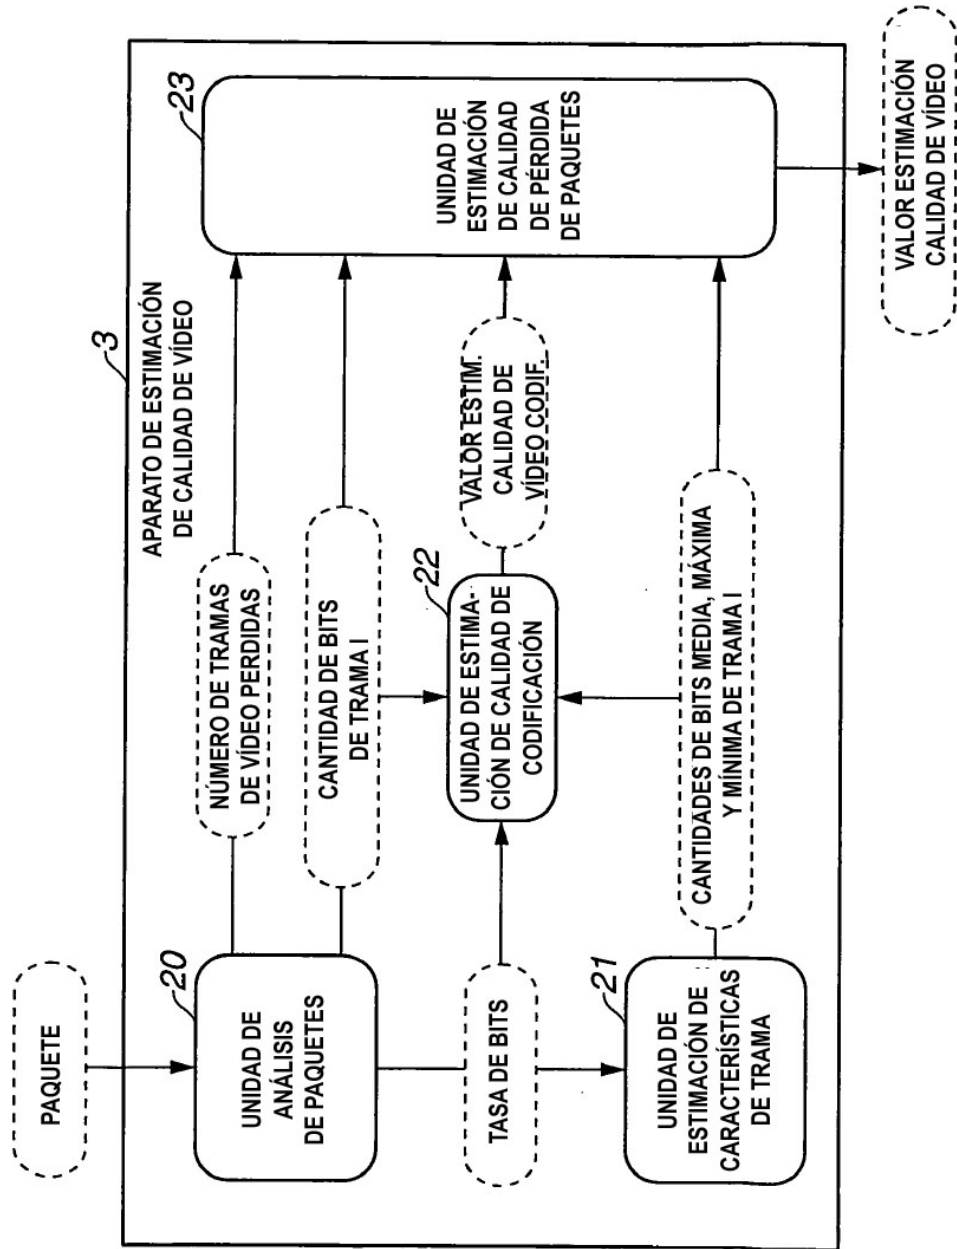 PAQUETE
3
APARATO DE ESTIMACIÓN
DE CALIDAD DE VÍDEO
20
UNIDAD DE
ANÁLISIS
DE PAQUETES
NÚMERO DE TRAMAS
DE VÍDEO PERDIDAS
CANTIDAD DE BITS
DE TRAMA I
TASA DE BITS
21
UNIDAD DE
ESTIMACIÓN DE
CARACTERÍSTICAS
DE TRAMA
22
UNIDAD DE ESTIMA-
CIÓN DE CALIDAD DE
CODIFICACIÓN
CANTIDADES DE BITS MEDIA, MÁXIMA
Y MÍNIMA DE TRAMA I
VALOR ESTIM.
CALIDAD DE
VÍDEO CODIF.
23
UNIDAD DE
ESTIMACIÓN
DE CALIDAD
DE PÉRDIDA
DE PAQUETES
VALOR ESTIMACIÓN
CALIDAD DE VÍDEO